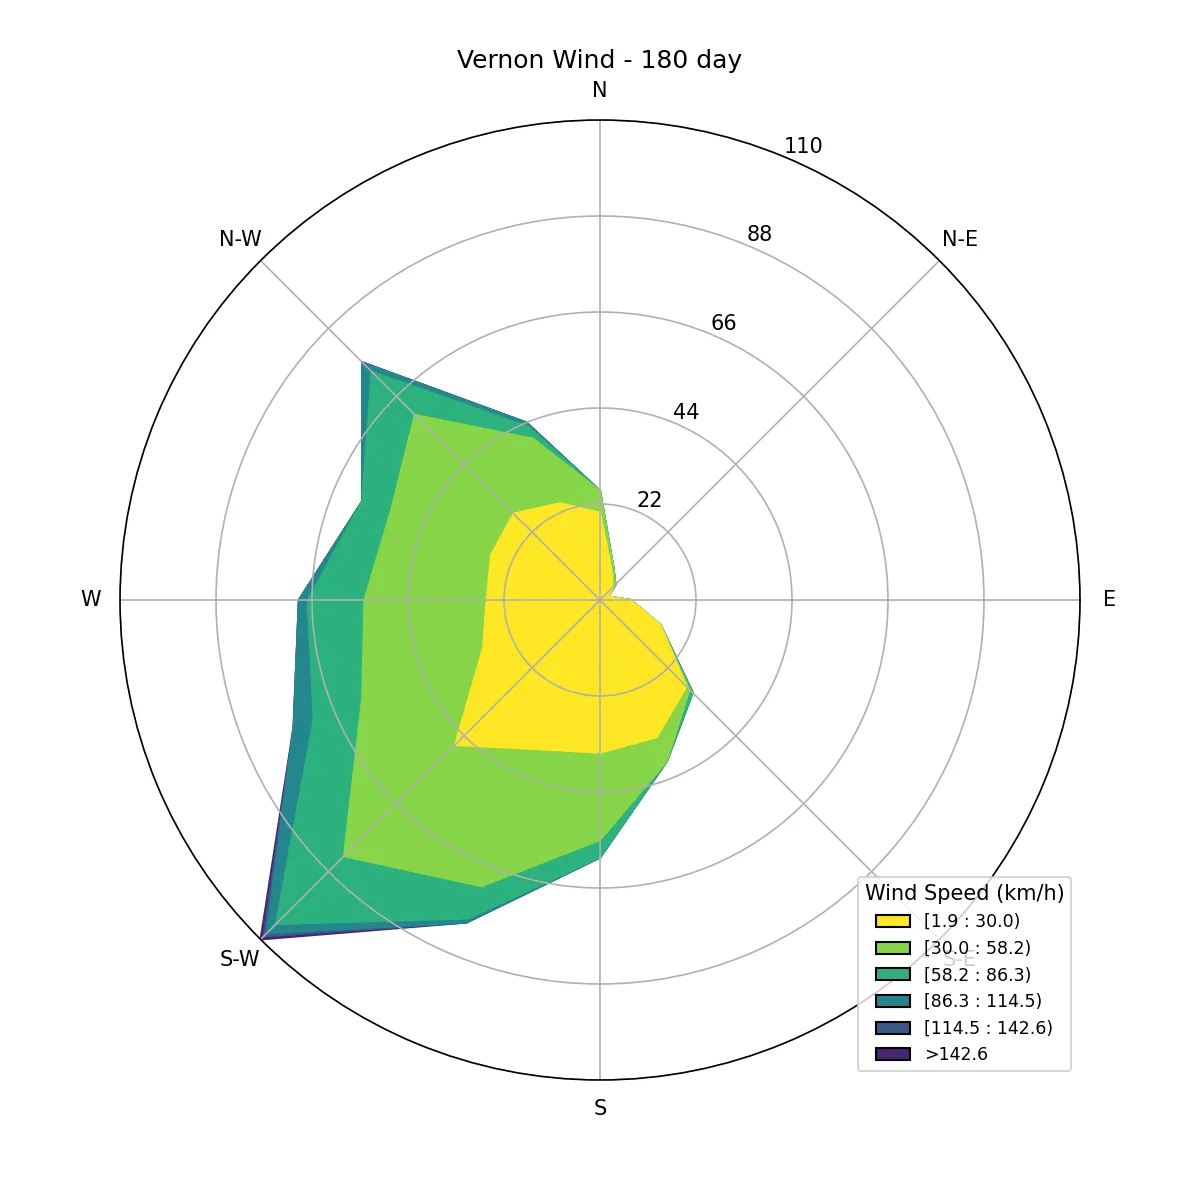 Vernon Wind - 180 day
N
110
88
N-W
N-E
66
44
22
W
E
Wind Speed (km/h)
[1.9 : 30.0)
[30.0 : 58.2)
S-W
S-E
[58.2 : 86.3)
[86.3 : 114.5)
[114.5 : 142.6)
>142.6
S